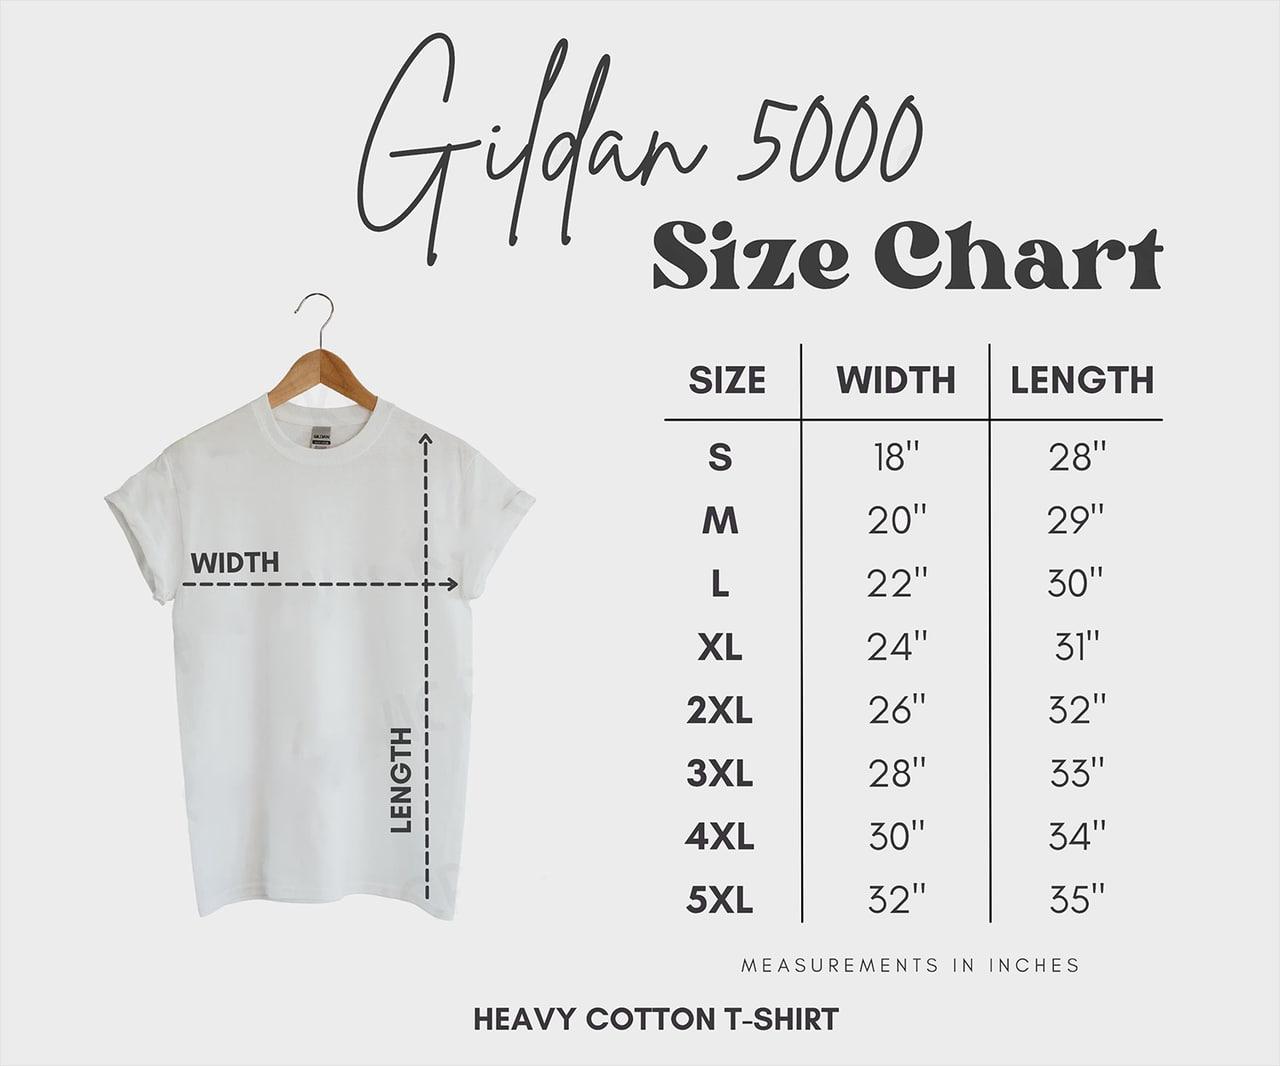 Gildan 5000
Size Chart
SIZE WIDTH LENGTH
S 18" 28"
M 20" 29"
L 22" 30"
XL 24" 31"
2XL 26" 32"
3XL 28" 33"
4XL 30" 34"
5XL 32" 35"
MEASUREMENTS IN INCHES
GILDAN
WIDTH
LENGTH
HEAVY COTTON T-SHIRT